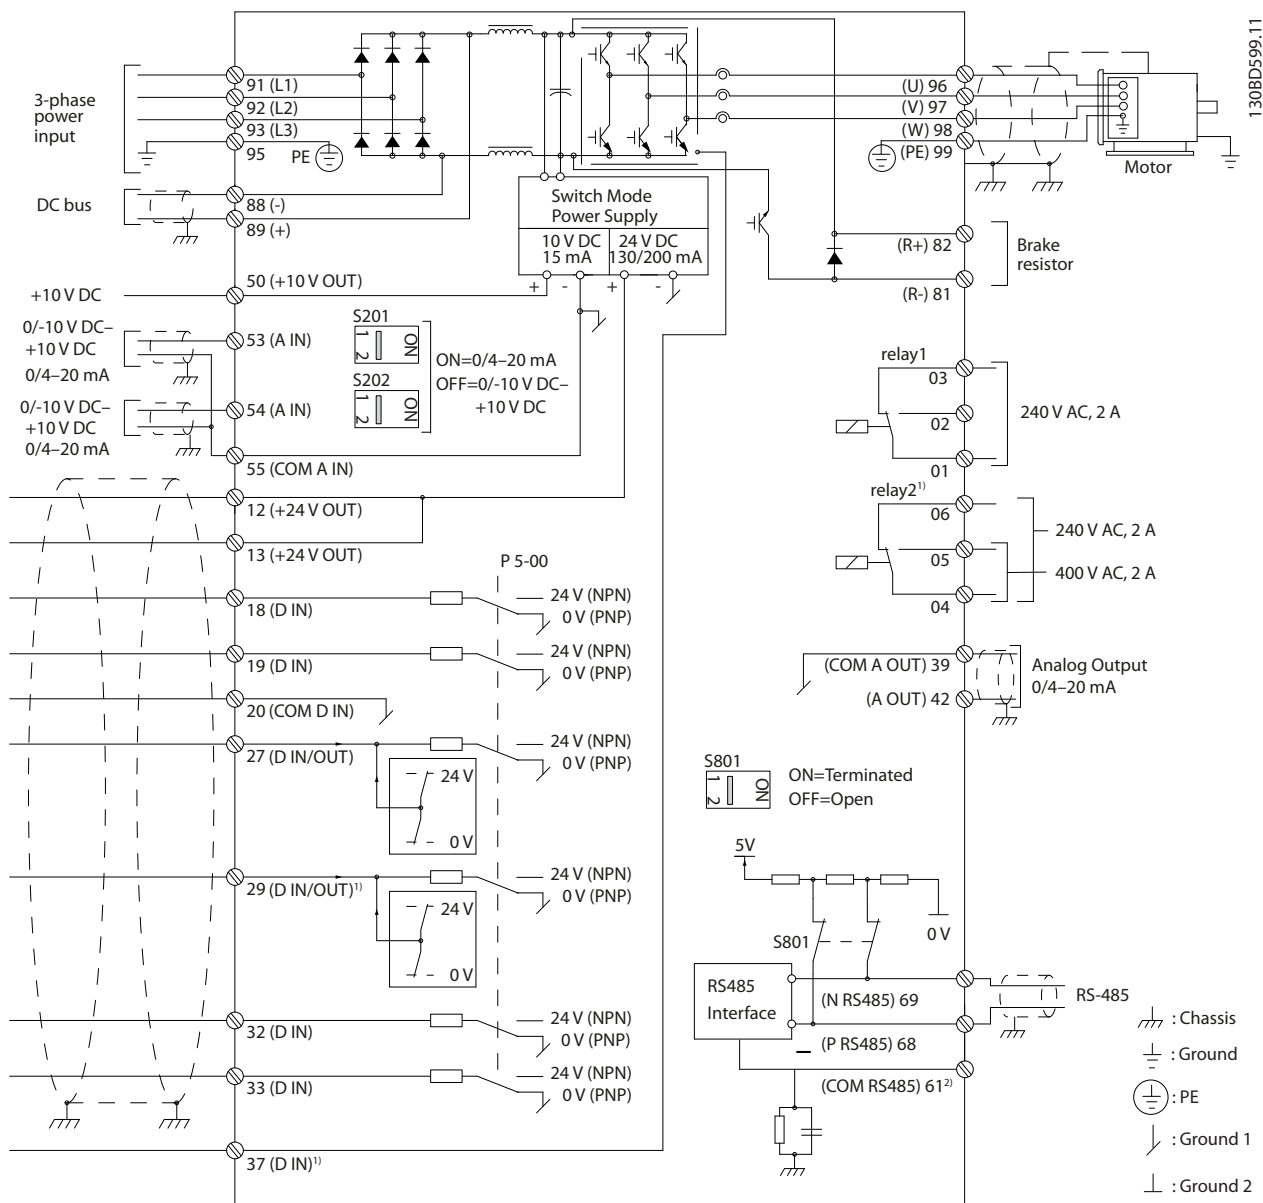 130BD599.11
3-phase
power
input
91 (L1)
92 (L2)
93 (L3)
95
PE
(U) 96
(V) 97
(W) 98
(PE) 99
Motor
DC bus
88 (-)
89 (+)
Switch Mode
Power Supply
10 V DC
15 mA
24 V DC
130/200 mA
+ - + -
(R+) 82
(R-) 81
Brake
resistor
+10 V DC
50 (+10 V OUT)
0/-10 V DC–
+10 V DC
0/4–20 mA
53 (A IN)
S201
1 2 ON
S202
1 2 ON
ON=0/4–20 mA
OFF=0/-10 V DC–
+10 V DC
0/-10 V DC–
+10 V DC
0/4–20 mA
54 (A IN)
55 (COM A IN)
12 (+24 V OUT)
13 (+24 V OUT)
relay1
03
02
01
240 V AC, 2 A
relay2¹⁾
06
05
04
240 V AC, 2 A
400 V AC, 2 A
P 5-00
18 (D IN)
24 V (NPN)
0 V (PNP)
19 (D IN)
24 V (NPN)
0 V (PNP)
20 (COM D IN)
27 (D IN/OUT)
24 V (NPN)
0 V (PNP)
24 V
0 V
29 (D IN/OUT)¹⁾
24 V (NPN)
0 V (PNP)
24 V
0 V
32 (D IN)
24 V (NPN)
0 V (PNP)
33 (D IN)
24 V (NPN)
0 V (PNP)
37 (D IN)¹⁾
(COM A OUT) 39
(A OUT) 42
Analog Output
0/4–20 mA
S801
1 2 ON
ON=Terminated
OFF=Open
5V
0 V
S801
RS485
Interface
(N RS485) 69
(P RS485) 68
(COM RS485) 61²⁾
RS-485
: Chassis
: Ground
: PE
: Ground 1
: Ground 2